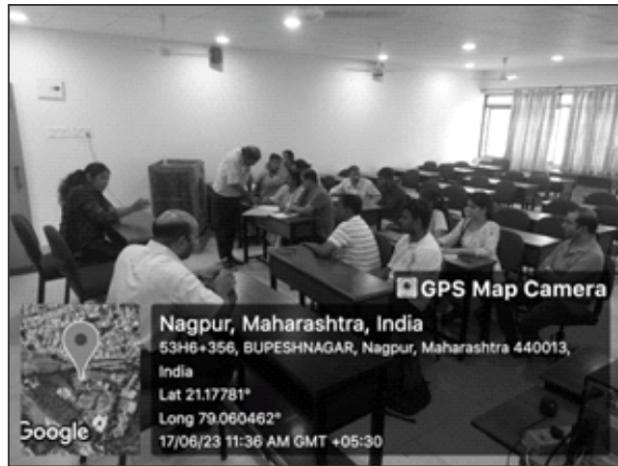 GPS Map Camera
Nagpur, Maharashtra, India
53H6+356, BUPESHNAGAR, Nagpur, Maharashtra 440013,
India
Lat 21.17781°
Long 79.060462°
17/06/23 11:36 AM GMT +05:30
Google